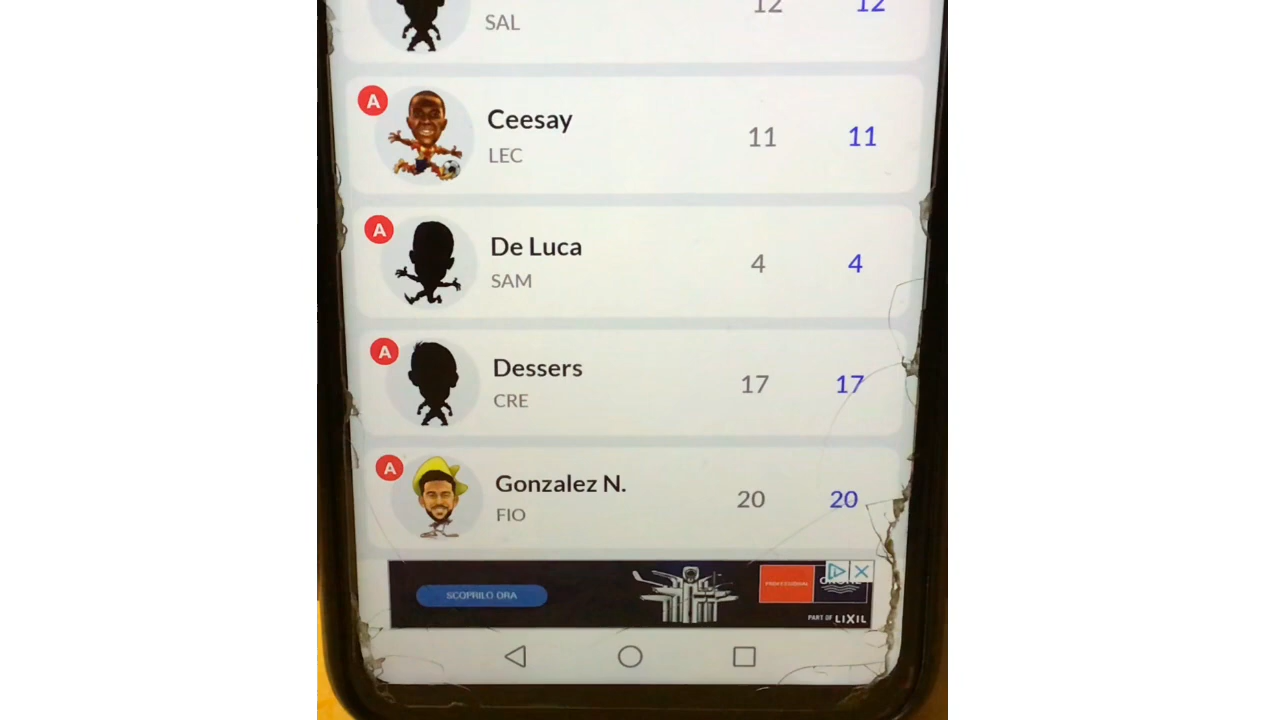 SAL 12 12
A Ceesay 11 11
LEC
A De Luca 4 4
SAM
A Dessers 17 17
CRE
A Gonzalez N. 20 20
FIO
SCOPRILO ORA
PROFESSIONAL
PART OF LIXIL